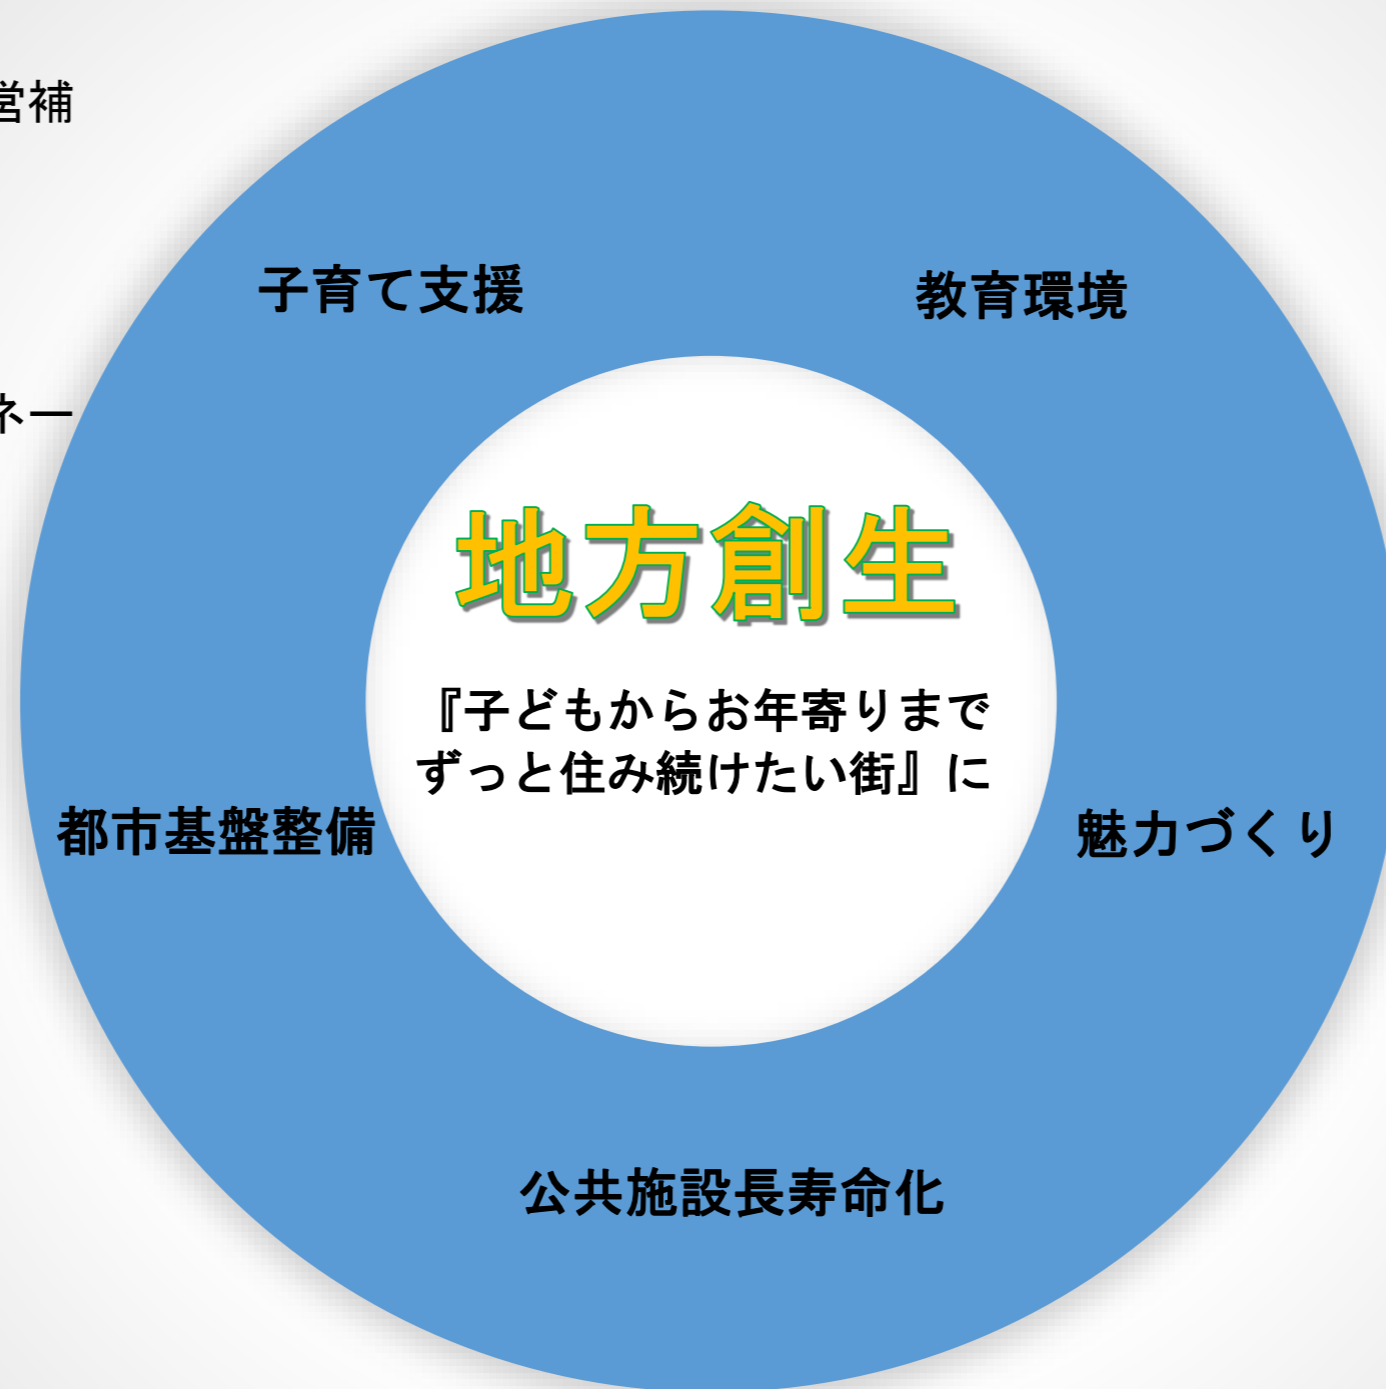 営補
子育て支援
教育環境
ネー
地方創生
『子どもからお年寄りまで
ずっと住み続けたい街』に
都市基盤整備
魅力づくり
公共施設長寿命化